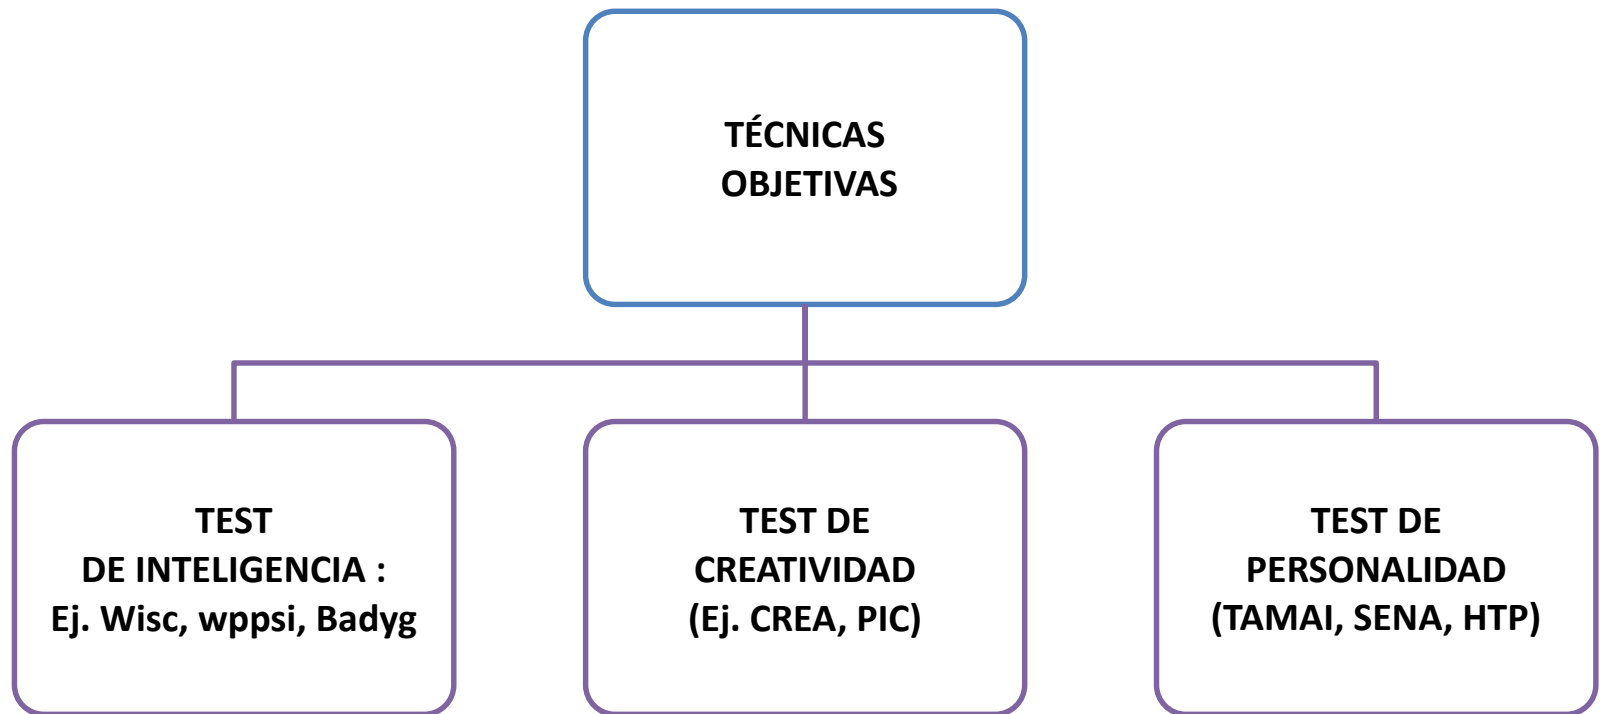 TÉCNICAS
OBJETIVAS
TEST
DE INTELIGENCIA :
Ej. Wisc, wppsi, Badyg
TEST DE
CREATIVIDAD
(Ej. CREA, PIC)
TEST DE
PERSONALIDAD
(TAMAI, SENA, HTP)